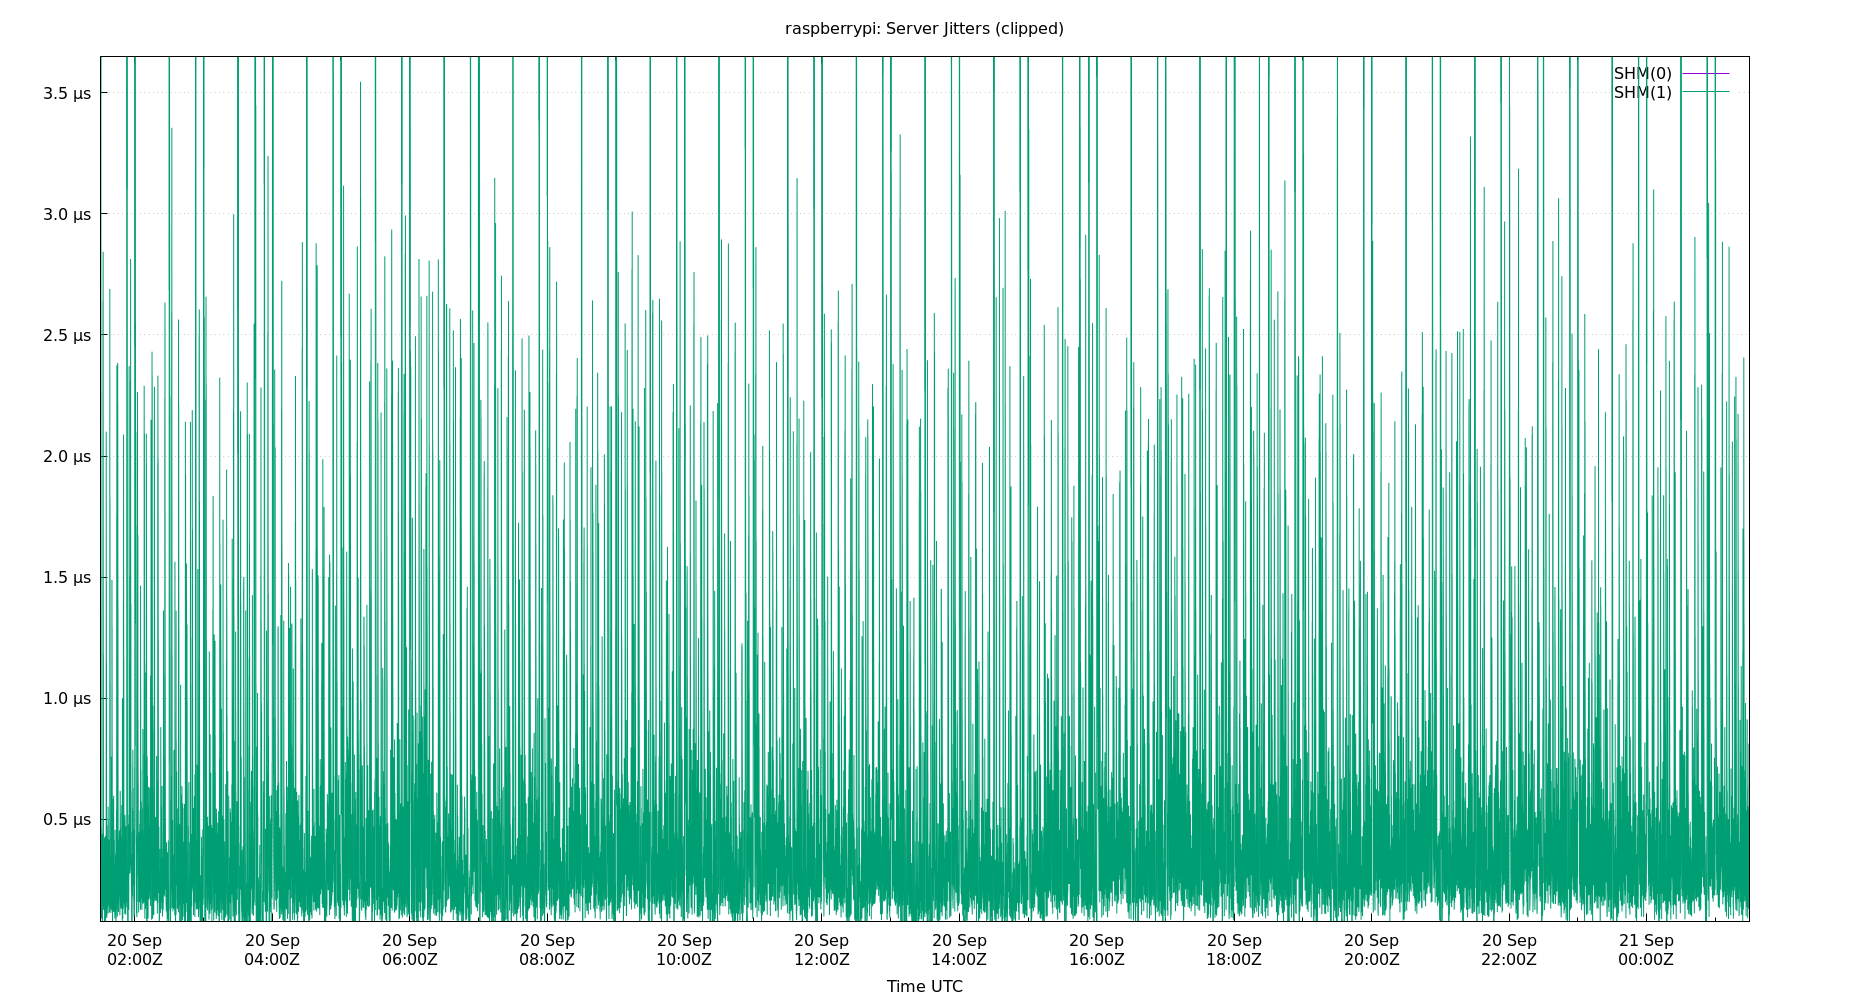 raspberrypi: Server Jitters (clipped)
SHM(0)
SHM(1)
3.5 µs
3.0 µs
2.5 µs
2.0 µs
1.5 µs
1.0 µs
0.5 µs
20 Sep 20 Sep 20 Sep 20 Sep 20 Sep 20 Sep 20 Sep 20 Sep 20 Sep 20 Sep 20 Sep 21 Sep
02:00Z 04:00Z 06:00Z 08:00Z 10:00Z 12:00Z 14:00Z 16:00Z 18:00Z 20:00Z 22:00Z 00:00Z
Time UTC